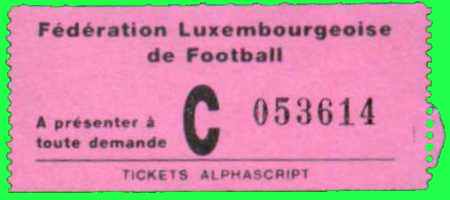 Fédération Luxembourgeoise
de Football
A présenter à
toute demande
C 053614
TICKETS ALPHASCRIPT